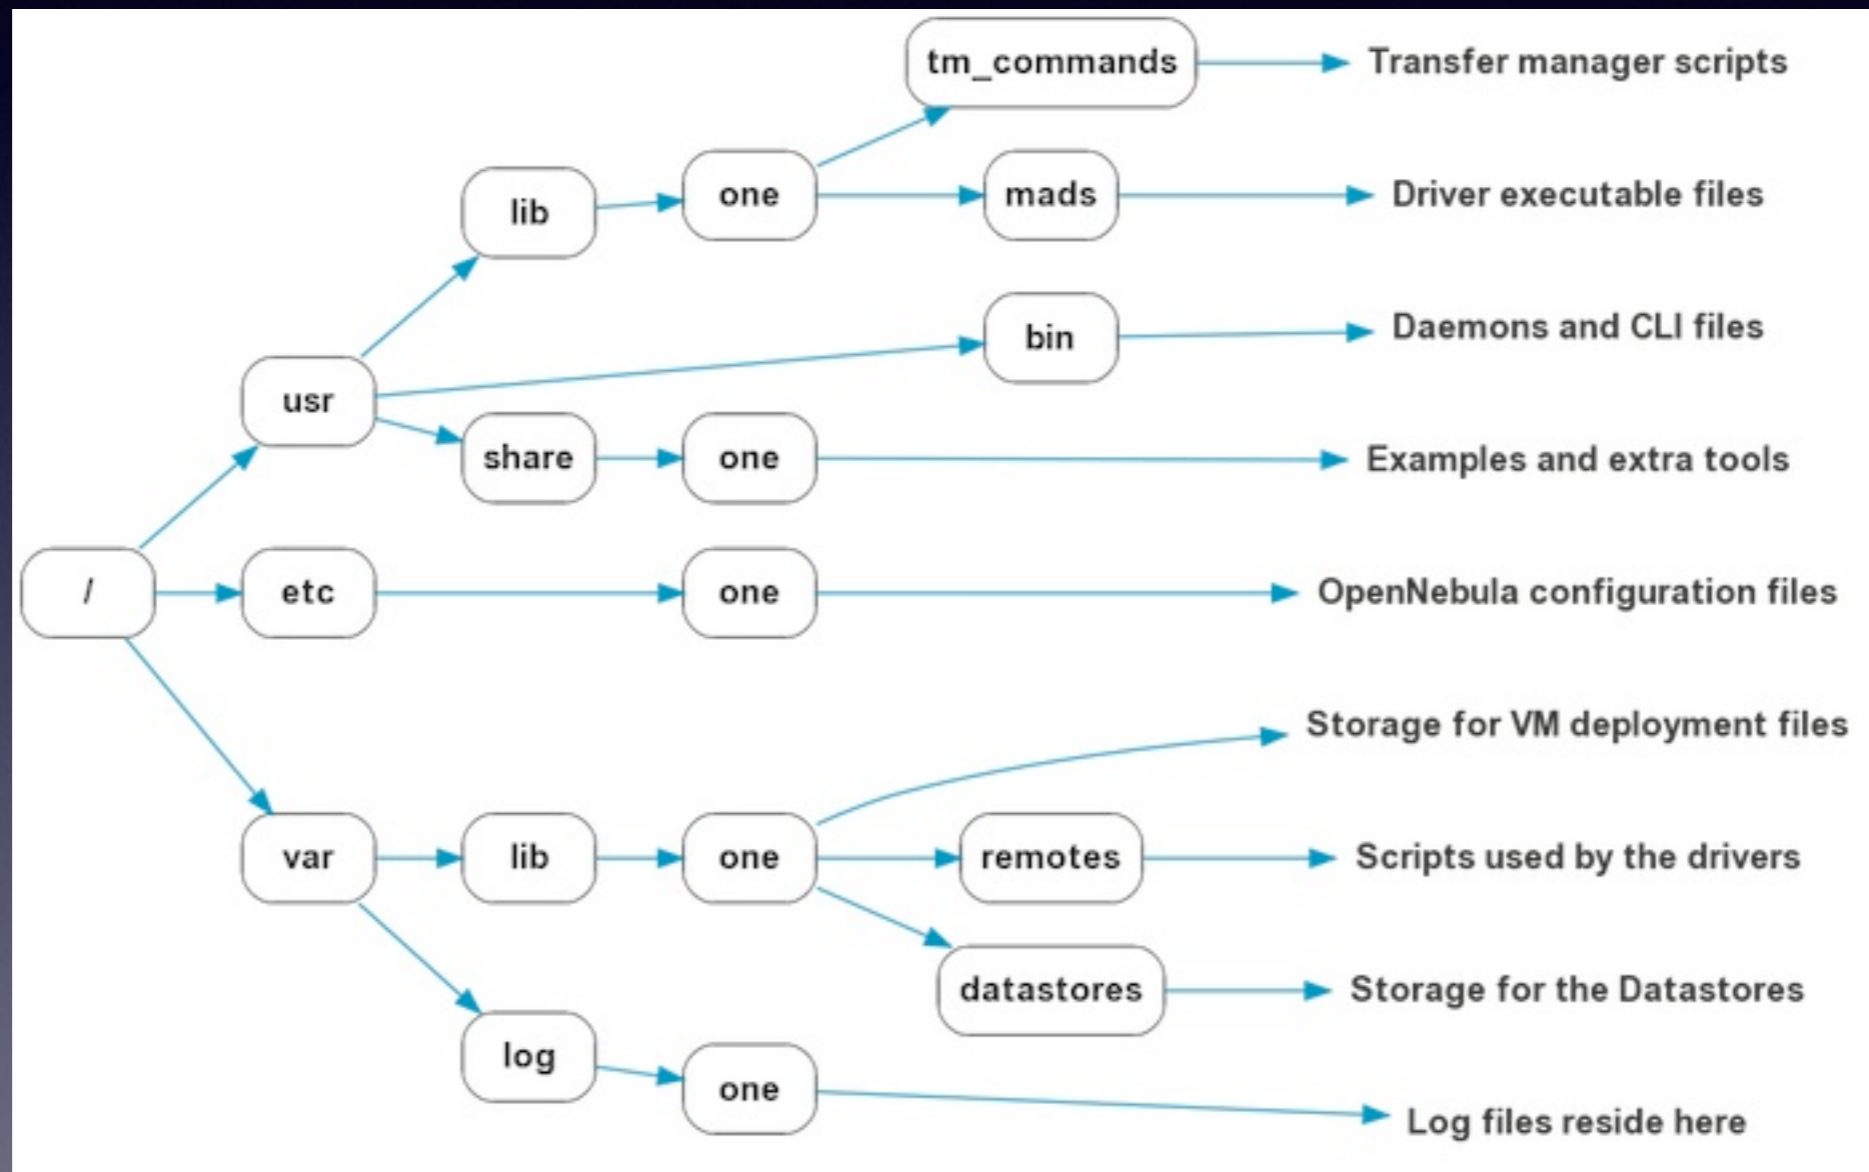 tm_commands
Transfer manager scripts
lib
one
mads
Driver executable files
bin
Daemons and CLI files
usr
share
one
Examples and extra tools
/
etc
one
OpenNebula configuration files
Storage for VM deployment files
var
lib
one
remotes
Scripts used by the drivers
datastores
Storage for the Datastores
log
one
Log files reside here